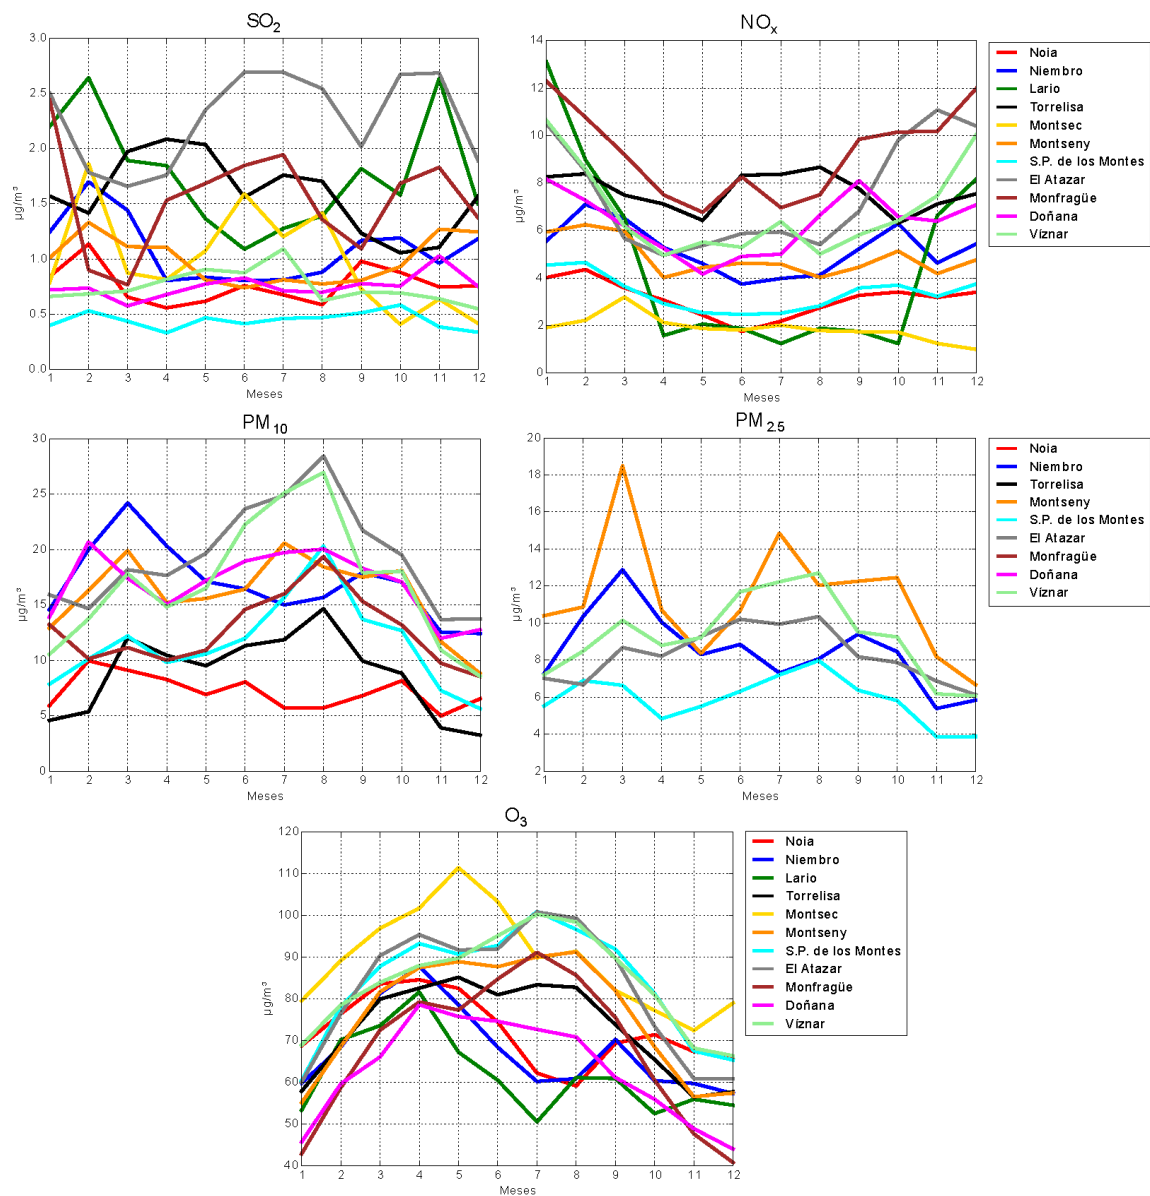 SO2
µg/m³
3.0
2.5
2.0
1.5
1.0
0.5
0.0
1 2 3 4 5 6 7 8 9 10 11 12
Meses
NOx
14
12
10
8
6
4
2
0
1 2 3 4 5 6 7 8 9 10 11 12
Meses
Noia
Niembro
Lario
Torrelisa
Montsec
Montseny
S.P. de los Montes
El Atazar
Monfragüe
Doñana
Víznar
PM 10
µg/m³
30
25
20
15
10
5
0
1 2 3 4 5 6 7 8 9 10 11 12
Meses
PM 2.5
20
18
16
14
12
10
8
6
4
2
1 2 3 4 5 6 7 8 9 10 11 12
Meses
Noia
Niembro
Torrelisa
Montseny
S.P. de los Montes
El Atazar
Monfragüe
Doñana
Víznar
O3
µg/m³
120
110
100
90
80
70
60
50
40
1 2 3 4 5 6 7 8 9 10 11 12
Meses
Noia
Niembro
Lario
Torrelisa
Montsec
Montseny
S.P. de los Montes
El Atazar
Monfragüe
Doñana
Víznar